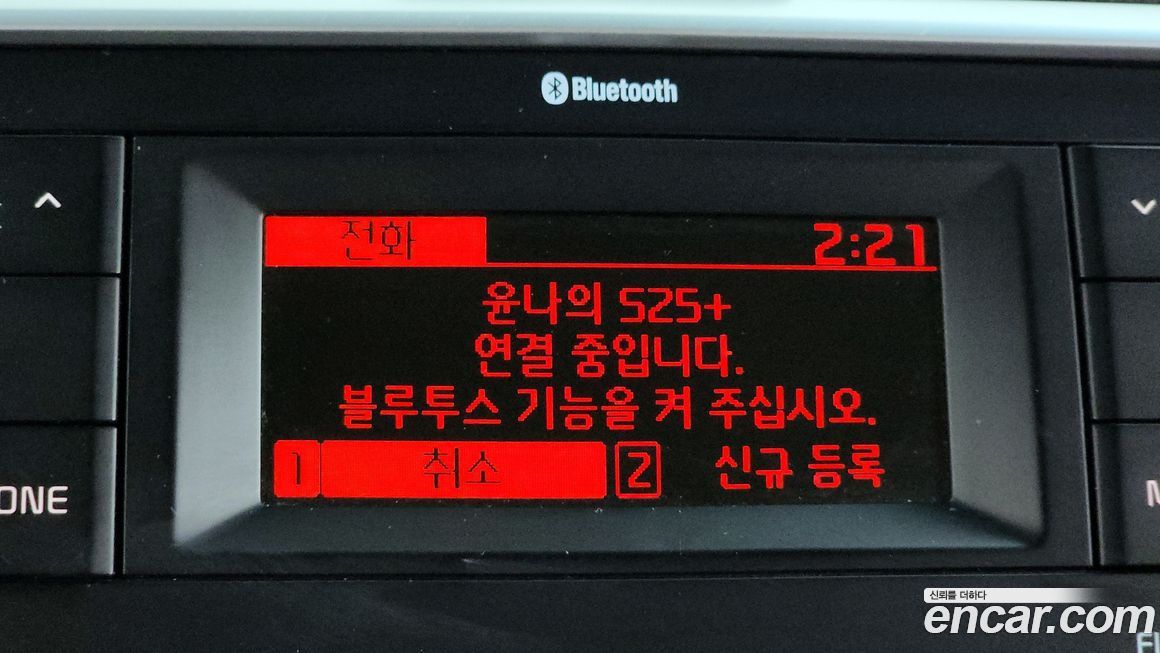 Bluetooth
전화 2:21
윤나의 S25+
연결 중입니다.
블루투스 기능을 켜 주십시오.
1 취소 2 신규 등록
ONE
신뢰를 더하다
encar.com